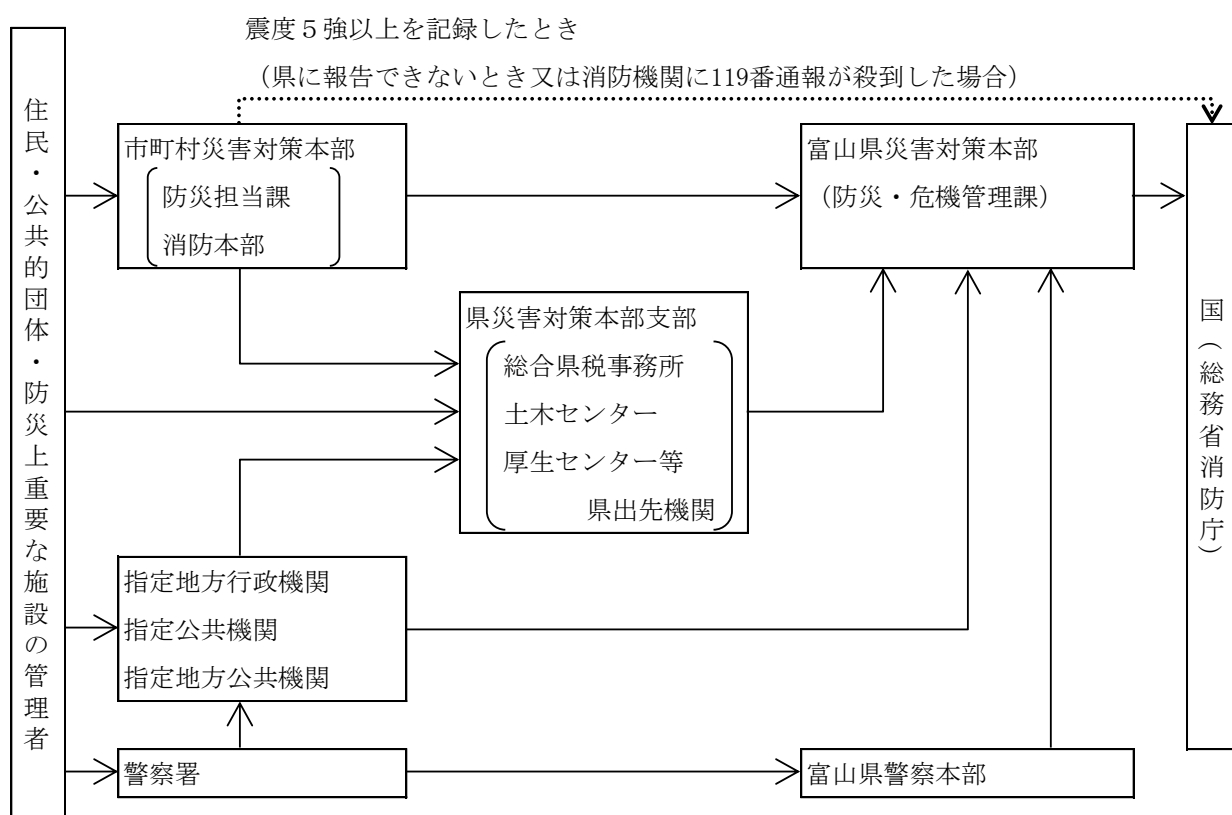 震度５強以上を記録したとき
（県に報告できないとき又は消防機関に119番通報が殺到した場合）
住民・公共的団体・防災上重要な施設の管理者
市町村災害対策本部
防災担当課
消防本部
富山県災害対策本部
（防災・危機管理課）
国（総務省消防庁）
県災害対策本部支部
総合県税事務所
土木センター
厚生センター等
県出先機関
指定地方行政機関
指定公共機関
指定地方公共機関
警察署
富山県警察本部